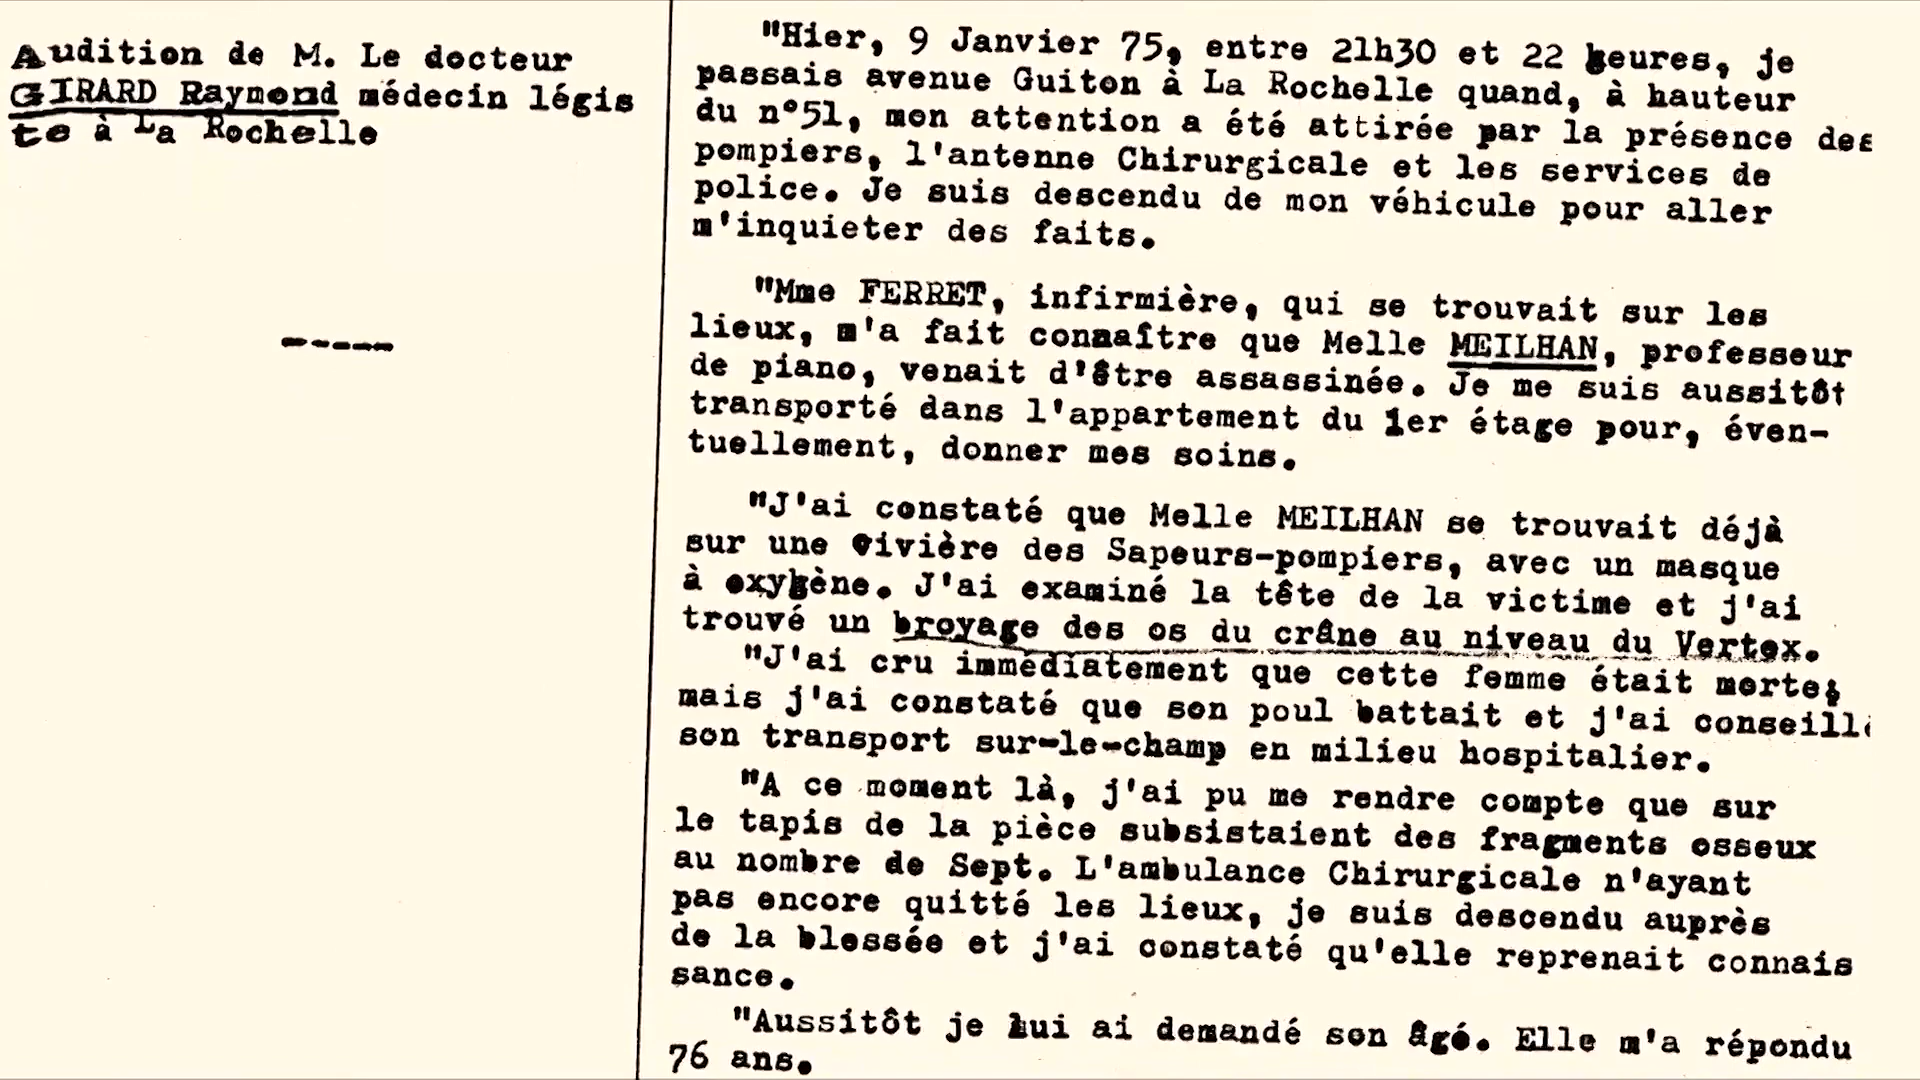 Audition de M. Le docteur
GIRARD Raymond médecin légis
te à La Rochelle
-----
"Hier, 9 Janvier 75, entre 21h30 et 22 heures, je
passais avenue Guiton à La Rochelle quand, à hauteur
du n°51, mon attention a été attirée par la présence des
pompiers, l'antenne Chirurgicale et les services de
police. Je suis descendu de mon véhicule pour aller
m'inquieter des faits.
"Mme FERRET, infirmière, qui se trouvait sur les
lieux, m'a fait connaître que Melle MEILHAN, professeur
de piano, venait d'être assassinée. Je me suis aussitôt
transporté dans l'appartement du 1er étage pour, éven-
tuellement, donner mes soins.
"J'ai constaté que Melle MEILHAN se trouvait déjà
sur une civière des Sapeurs-pompiers, avec un masque
à oxygène. J'ai examiné la tête de la victime et j'ai
trouvé un broyage des os du crâne au niveau du Vertex.
"J'ai cru immédiatement que cette femme était morte;
mais j'ai constaté que son poul battait et j'ai conseillé
son transport sur-le-champ en milieu hospitalier.
"A ce moment là, j'ai pu me rendre compte que sur
le tapis de la pièce subsistaient des fragments osseux
au nombre de Sept. L'ambulance Chirurgicale n'ayant
pas encore quitté les lieux, je suis descendu auprès
de la blessée et j'ai constaté qu'elle reprenait connais
sance.
"Aussitôt je lui ai demandé son âgé. Elle m'a répondu
76 ans.